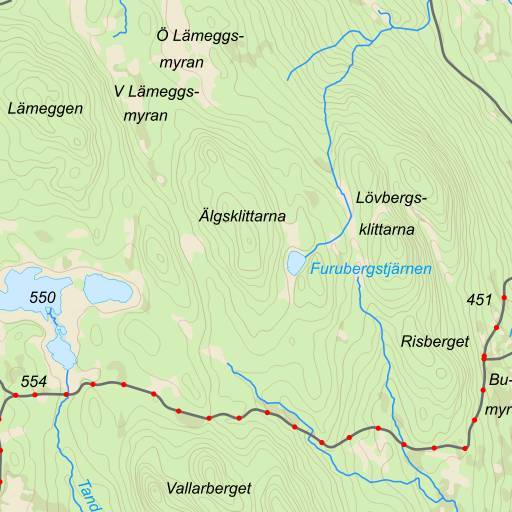 Ö Lämeggs-
myran
V Lämeggs-
myran
Lämeggen
Älgsklittarna
Lövbergs-
klittarna
Furubergstjärnen
550
451
Risberget
554
Bu-
myr
Vallarberget
Tand